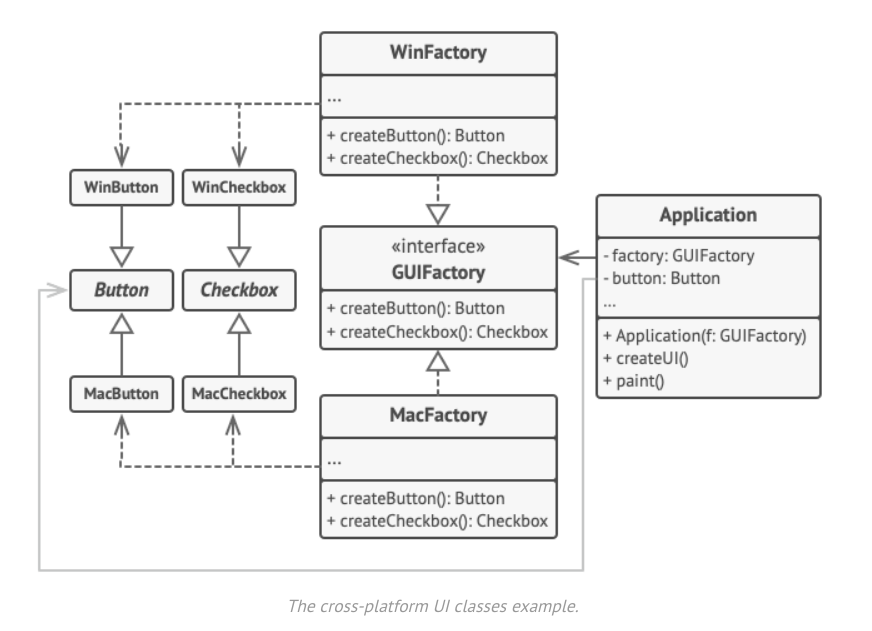 WinFactory
...
+ createButton(): Button
+ createCheckbox(): Checkbox
WinButton
WinCheckbox
Button
Checkbox
MacButton
MacCheckbox
«interface»
GUIFactory
+ createButton(): Button
+ createCheckbox(): Checkbox
MacFactory
...
+ createButton(): Button
+ createCheckbox(): Checkbox
Application
- factory: GUIFactory
- button: Button
...
+ Application(f: GUIFactory)
+ createUI()
+ paint()
The cross-platform UI classes example.